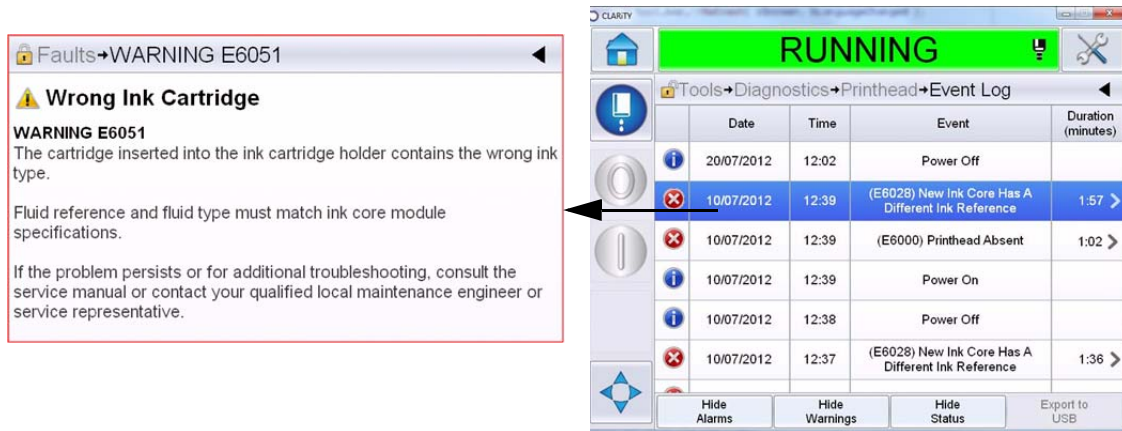 Faults→WARNING E6051
Wrong Ink Cartridge
WARNING E6051
The cartridge inserted into the ink cartridge holder contains the wrong ink
type.
Fluid reference and fluid type must match ink core module
specifications.
If the problem persists or for additional troubleshooting, consult the
service manual or contact your qualified local maintenance engineer or
service representative.
CLARiTY
RUNNING
Tools→Diagnostics→Printhead→Event Log
Date Time Event Duration
(minutes)
20/07/2012 12:02 Power Off
10/07/2012 12:39 (E6028) New Ink Core Has A
Different Ink Reference 1:57
10/07/2012 12:39 (E6000) Printhead Absent 1:02
10/07/2012 12:39 Power On
10/07/2012 12:38 Power Off
10/07/2012 12:37 (E6028) New Ink Core Has A
Different Ink Reference 1:36
Hide
Alarms
Hide
Warnings
Hide
Status
Export to
USB